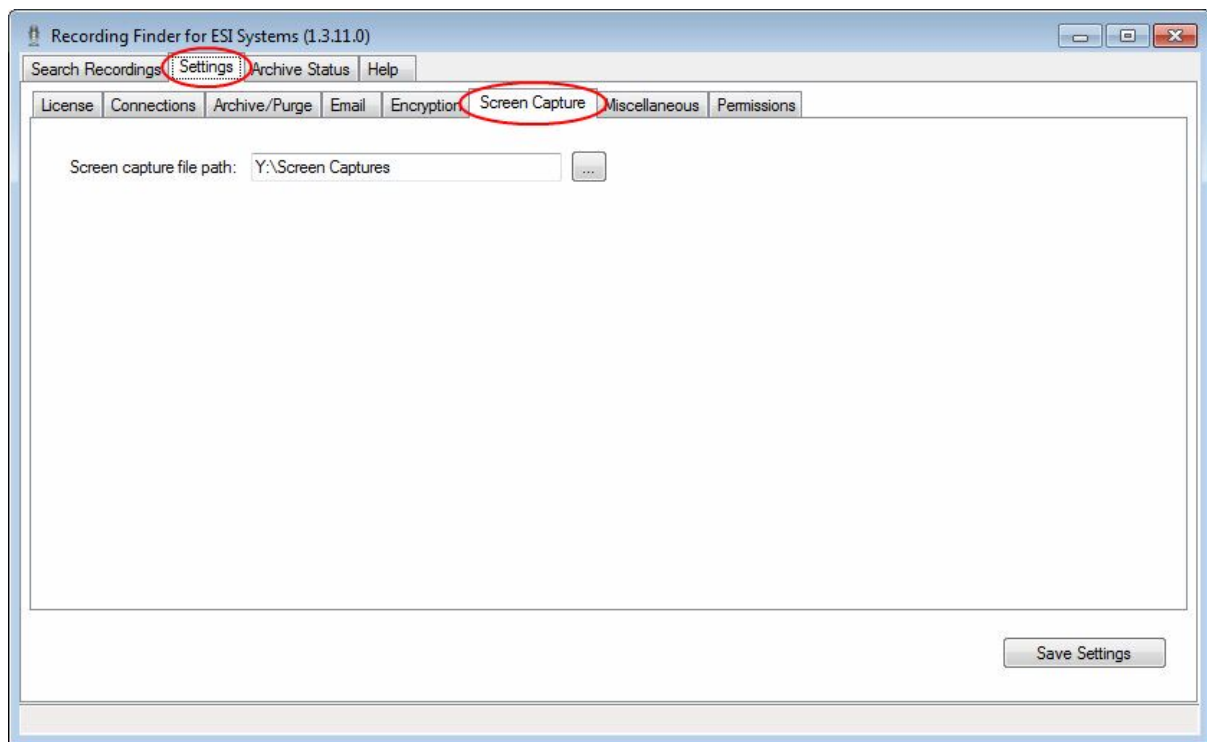 Recording Finder for ESI Systems (1.3.11.0)
Search Recordings Settings Archive Status Help
License Connections Archive/Purge Email Encryption Screen Capture Miscellaneous Permissions
Screen capture file path: Y:\Screen Captures ...
Save Settings